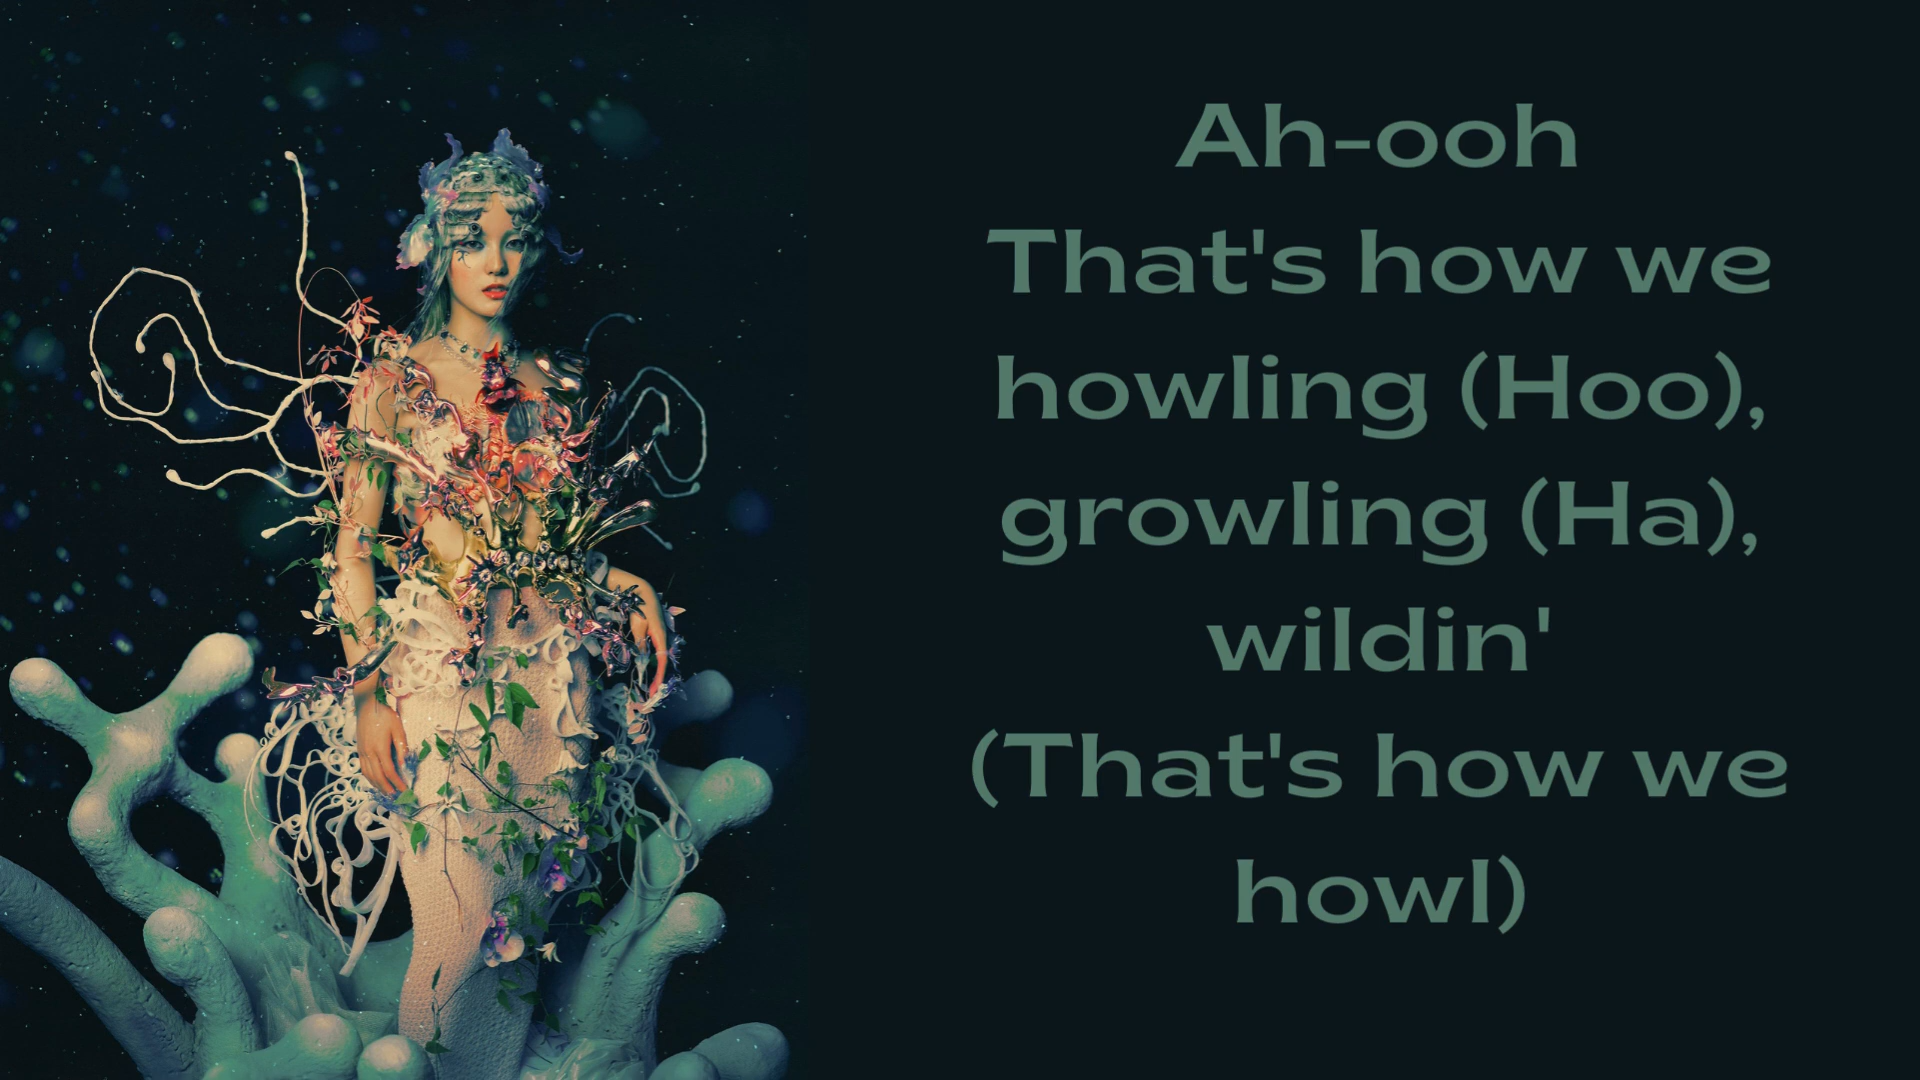 Ah-ooh
That's how we
howling (Hoo),
growling (Ha),
wildin'
(That's how we
howl)